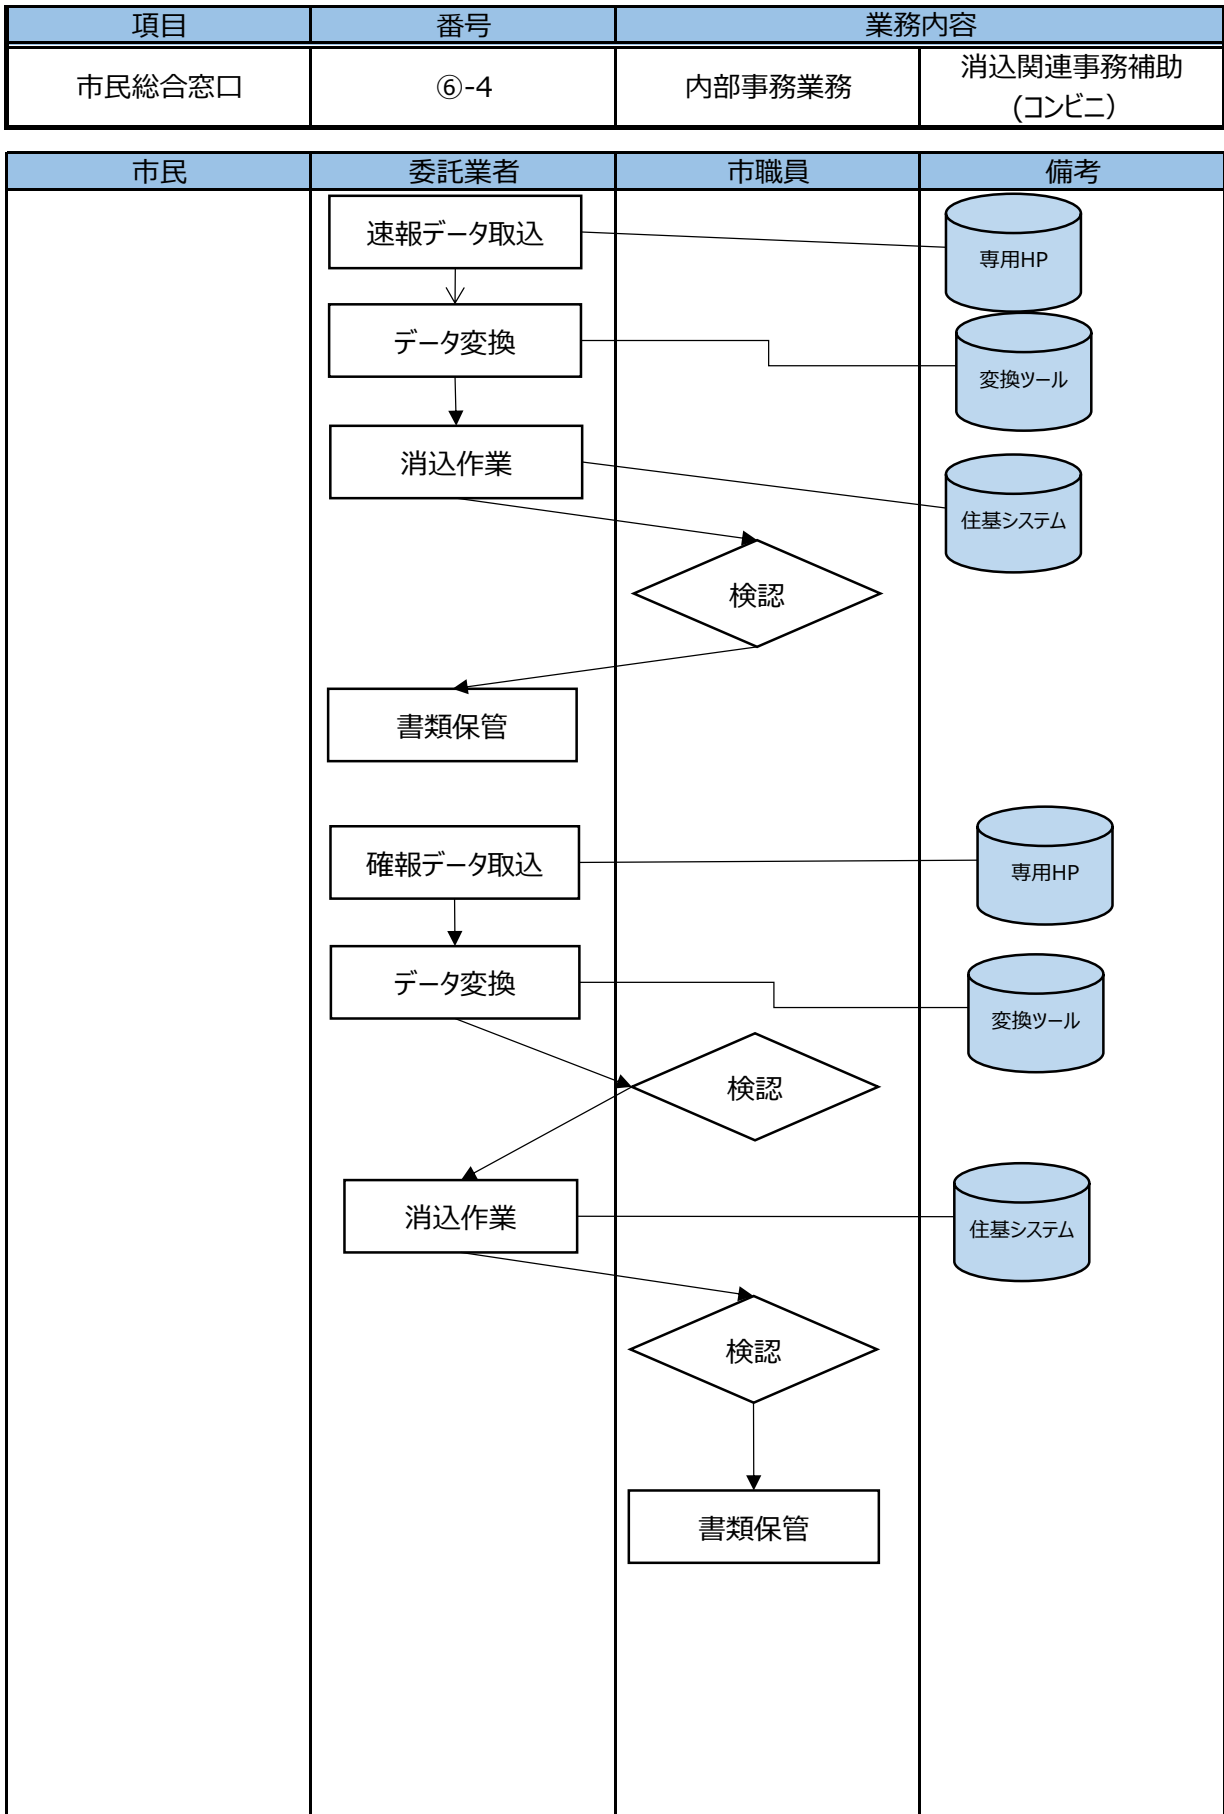 項目 番号 業務内容
市民総合窓口 ⑥-4 内部事務業務 消込関連事務補助
(コンビニ）
市民 委託業者 市職員 備考
速報データ取込
専用HP
データ変換
変換ツール
消込作業
住基システム
検認
書類保管
確報データ取込
専用HP
データ変換
変換ツール
検認
消込作業
住基システム
検認
書類保管